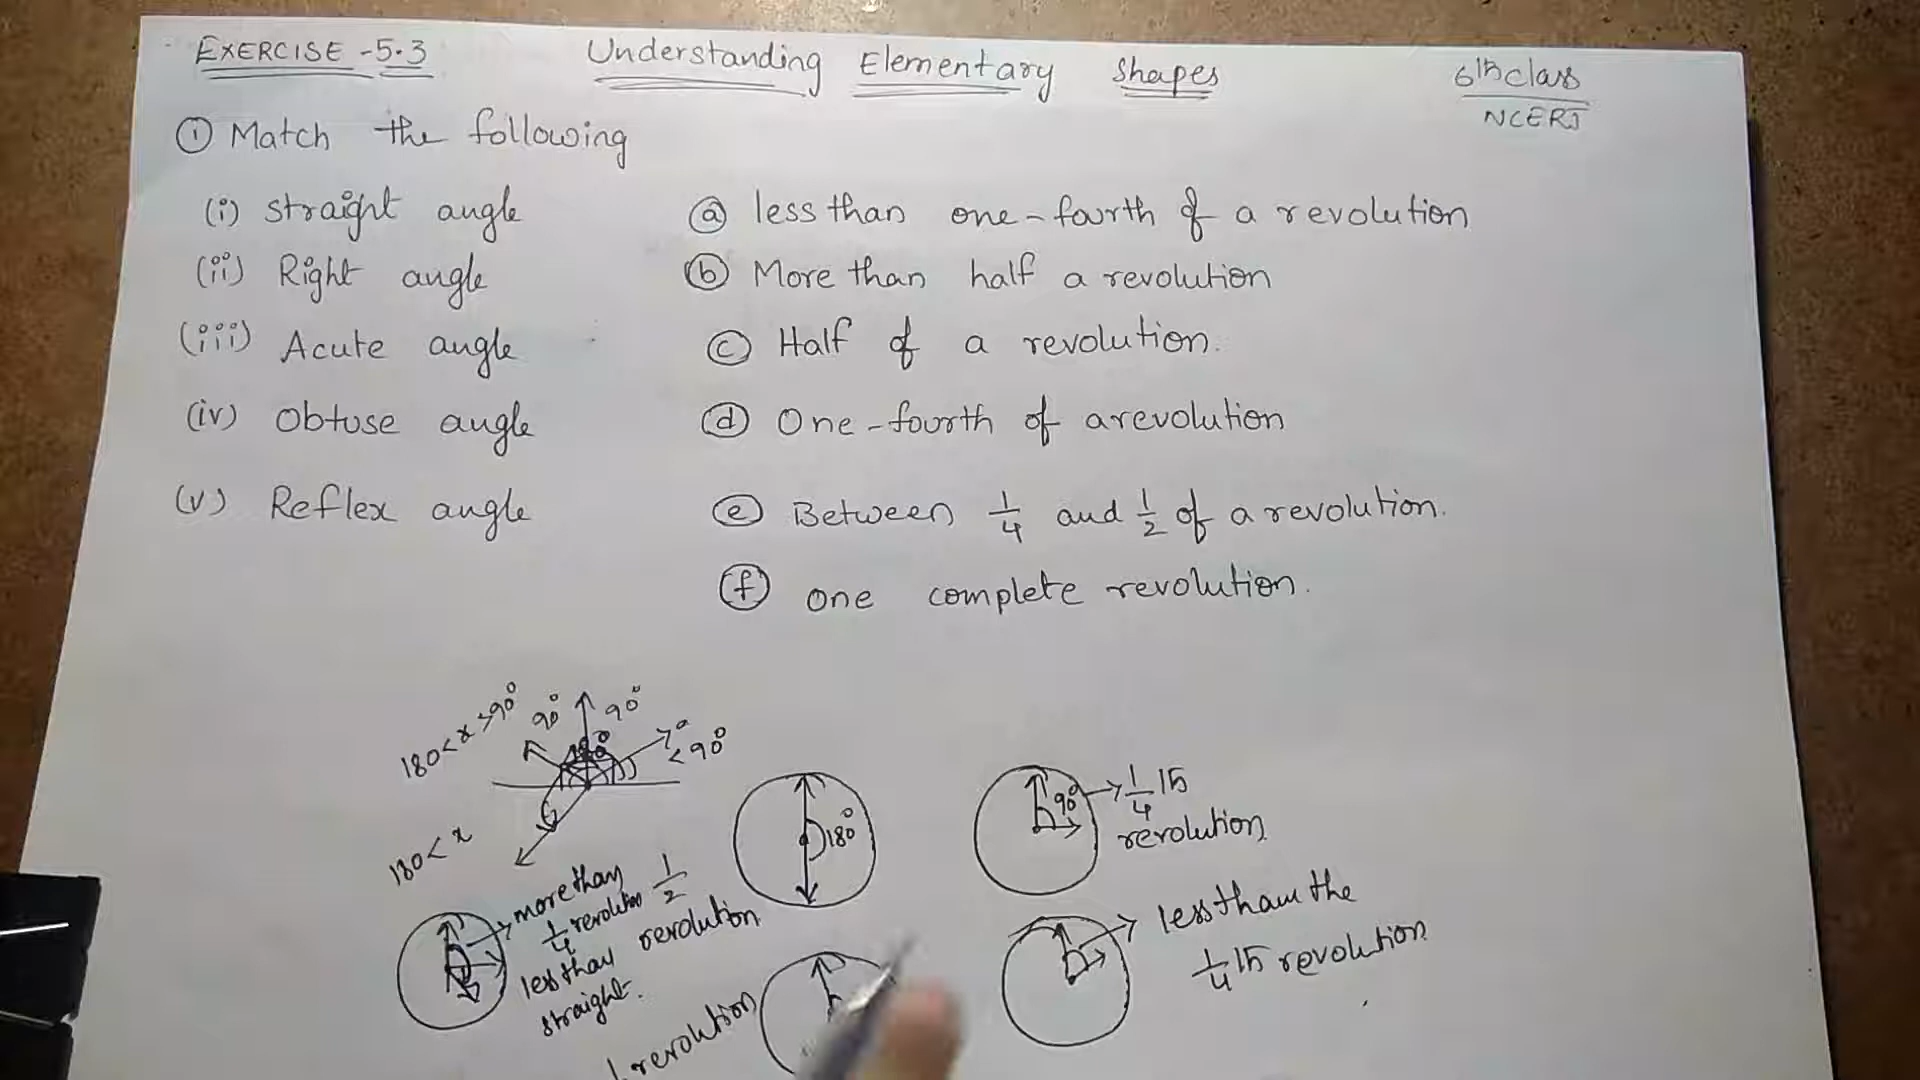 EXERCISE -5.3 Understanding Elementary Shapes 6th class
NCERT
① Match the following
(i) straight angle ⓐ less than one-fourth of a revolution
(ii) Right angle ⓑ More than half a revolution
(iii) Acute angle ⓒ Half of a revolution.
(iv) Obtuse angle ⓓ One-fourth of a revolution
(v) Reflex angle ⓔ Between 1/4 and 1/2 of a revolution.
ⓕ one complete revolution.
180<x>90°
90° 90°
<90°
180<x
180°
90° → 1/4 th
revolution
more than
1/4 revolution 1/2
less than revolution
straight.
less tham the
1/4 th revolution
revolution